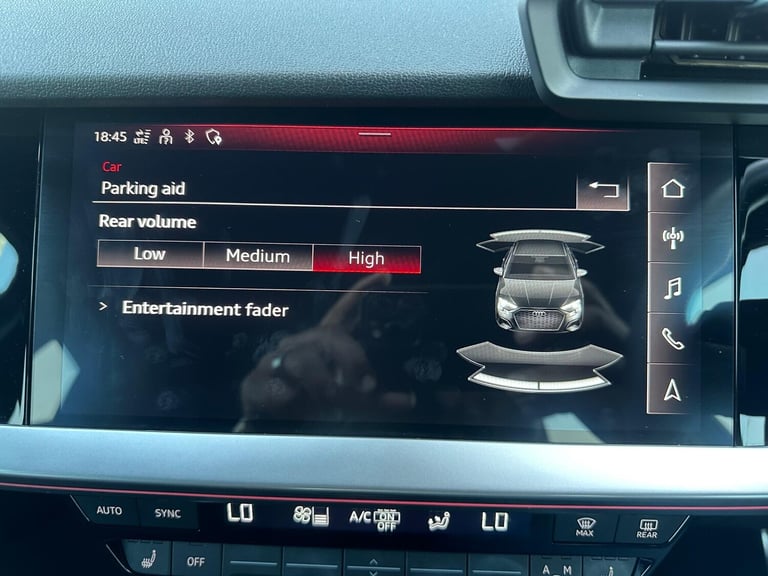 18:45 LTE
Car
Parking aid
Rear volume
Low Medium High
> Entertainment fader
AUTO SYNC LO A/C ON OFF LO MAX REAR
OFF A M